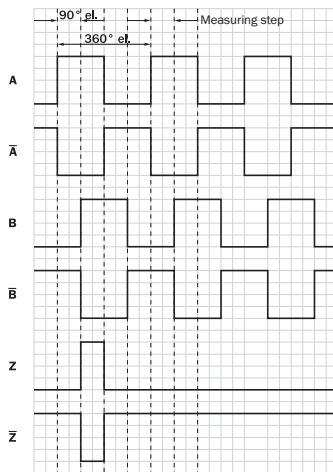 90° el.
Measuring step
360° el.
A
A̅
B
B̅
Z
Z̅